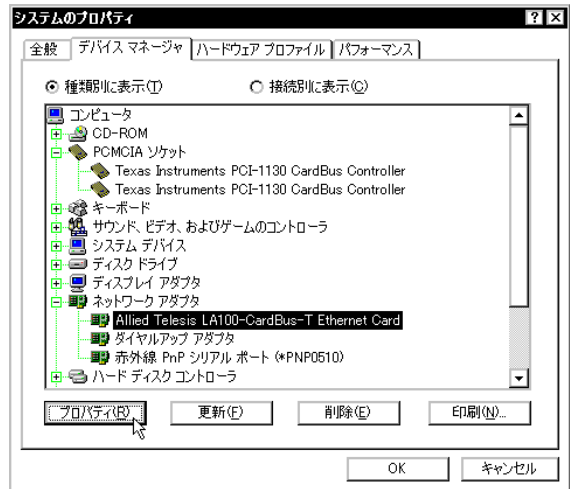 システムのプロパティ
全般 デバイス マネージャ ハードウェア プロファイル パフォーマンス
種類別に表示(T) 接続別に表示(C)
コンピュータ
CD-ROM
PCMCIA ソケット
Texas Instruments PCI-1130 CardBus Controller
Texas Instruments PCI-1130 CardBus Controller
キーボード
サウンド、ビデオ、およびゲームのコントローラ
システム デバイス
ディスク ドライブ
ディスプレイ アダプタ
ネットワーク アダプタ
Allied Telesis LA100-CardBus-T Ethernet Card
ダイヤルアップ アダプタ
赤外線 PnP シリアル ポート (*PNP0510)
ハード ディスク コントローラ
プロパティ(R) 更新(F) 削除(E) 印刷(N)...
OK キャンセル